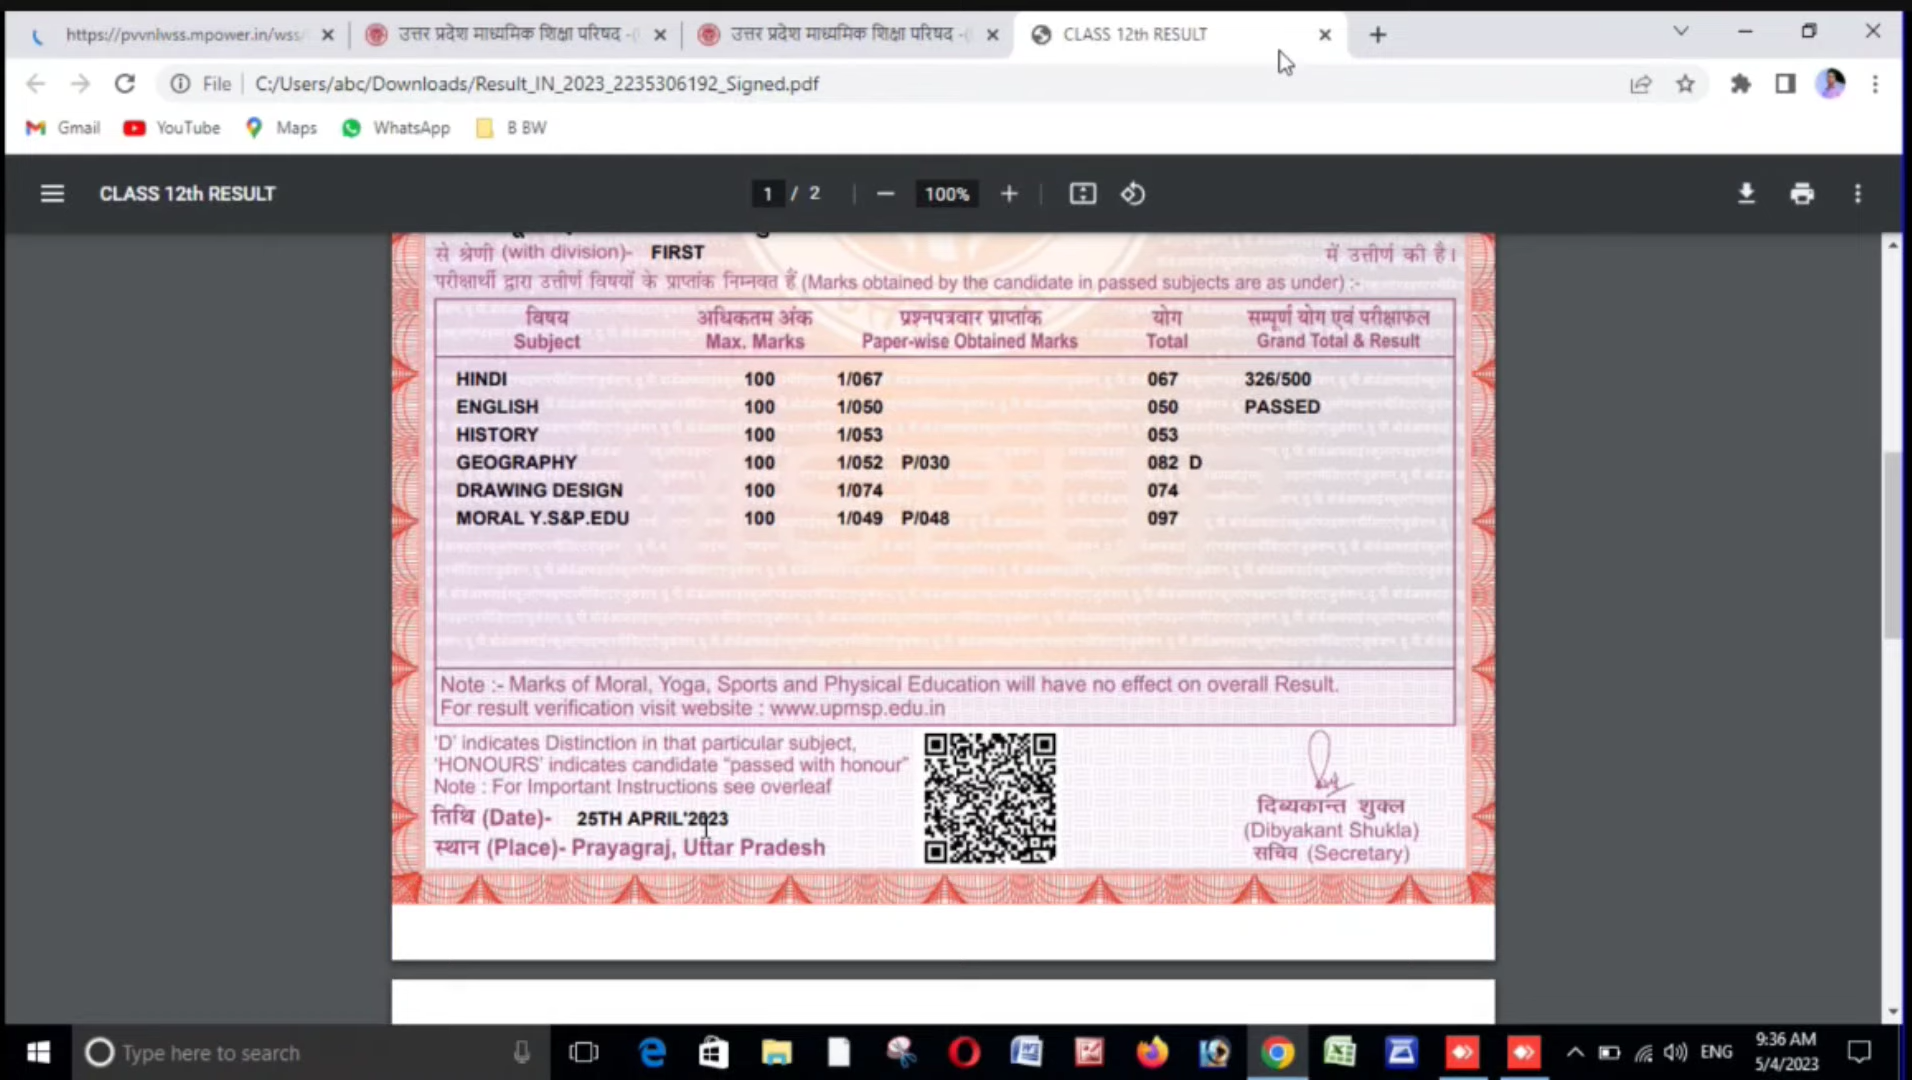 https://pvvnlwss.mpower.in/wss/
उत्तर प्रदेश माध्यमिक शिक्षा परिषद -(
उत्तर प्रदेश माध्यमिक शिक्षा परिषद -(
CLASS 12th RESULT
File
C:/Users/abc/Downloads/Result_IN_2023_2235306192_Signed.pdf
Gmail YouTube Maps WhatsApp B BW
CLASS 12th RESULT
1 / 2
100%
से श्रेणी (with division)- FIRST में उत्तीर्ण की है।
परीक्षार्थी द्वारा उत्तीर्ण विषयों के प्राप्तांक निम्नवत हैं (Marks obtained by the candidate in passed subjects are as under) :-
विषय अधिकतम अंक प्रश्नपत्रवार प्राप्तांक योग सम्पूर्ण योग एवं परीक्षाफल
Subject Max. Marks Paper-wise Obtained Marks Total Grand Total & Result
HINDI 100 1/067 067 326/500
ENGLISH 100 1/050 050 PASSED
HISTORY 100 1/053 053
GEOGRAPHY 100 1/052 P/030 082 D
DRAWING DESIGN 100 1/074 074
MORAL Y.S&P.EDU 100 1/049 P/048 097
Note :- Marks of Moral, Yoga, Sports and Physical Education will have no effect on overall Result.
For result verification visit website : www.upmsp.edu.in
'D' indicates Distinction in that particular subject,
'HONOURS' indicates candidate "passed with honour"
Note : For Important Instructions see overleaf
तिथि (Date)- 25TH APRIL'2023
स्थान (Place)- Prayagraj, Uttar Pradesh
दिब्यकान्त शुक्ल
(Dibyakant Shukla)
सचिव (Secretary)
Type here to search
ENG
9:36 AM
5/4/2023